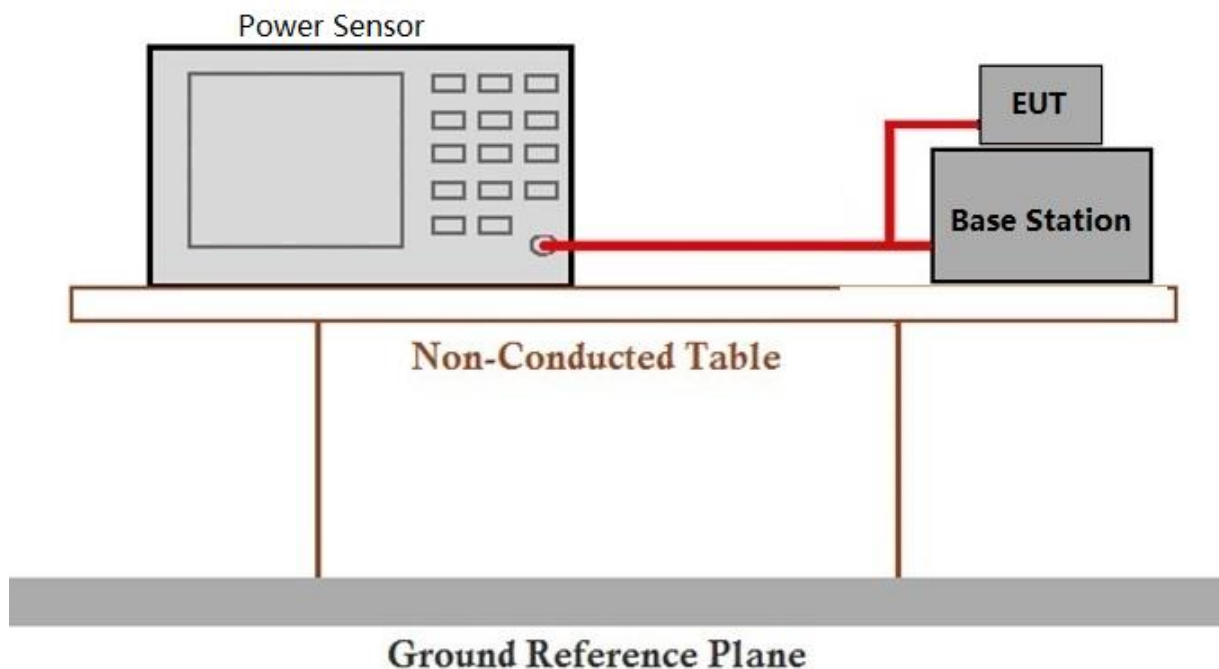 Power Sensor
EUT
Base Station
Non-Conducted Table
Ground Reference Plane